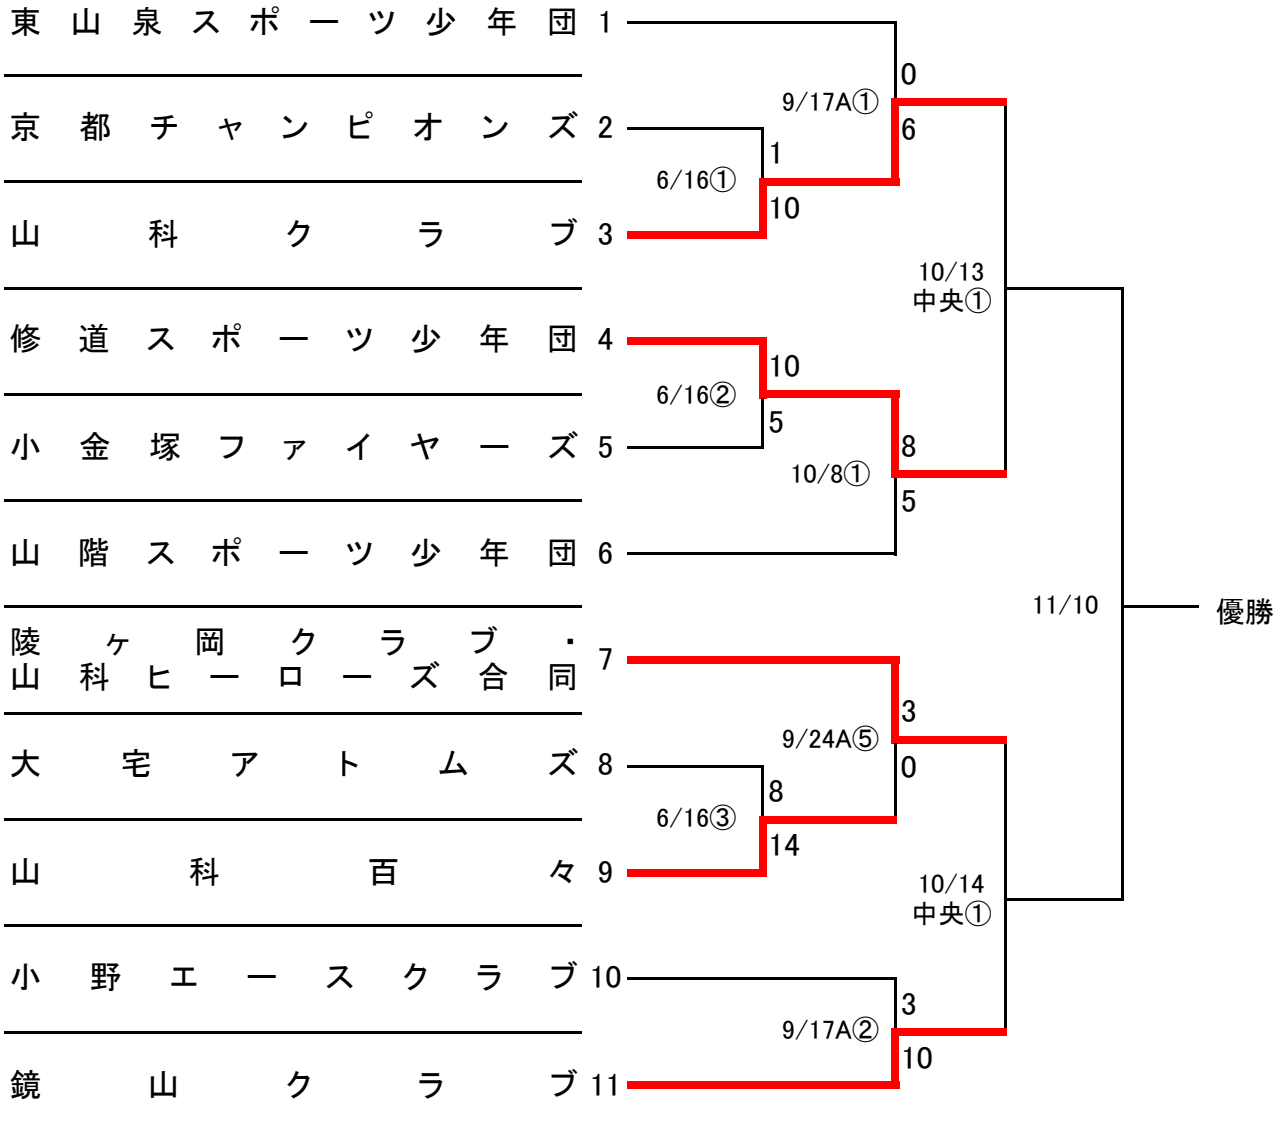 東山泉スポーツ少年団 1
0
9/17A①
6
京都チャンピオンズ 2
1
6/16①
10
山科クラブ 3
10/13
中央①
修道スポーツ少年団 4
10
6/16②
5
小金塚ファイヤーズ 5
8
10/8①
5
山階スポーツ少年団 6
11/10
優勝
陵ヶ岡クラブ・
山科ヒーローズ合同
7
3
9/24A⑤
0
大宅アトムズ 8
8
6/16③
14
山科百々 9
10/14
中央①
小野エースクラブ 10
3
9/17A②
10
鏡山クラブ 11